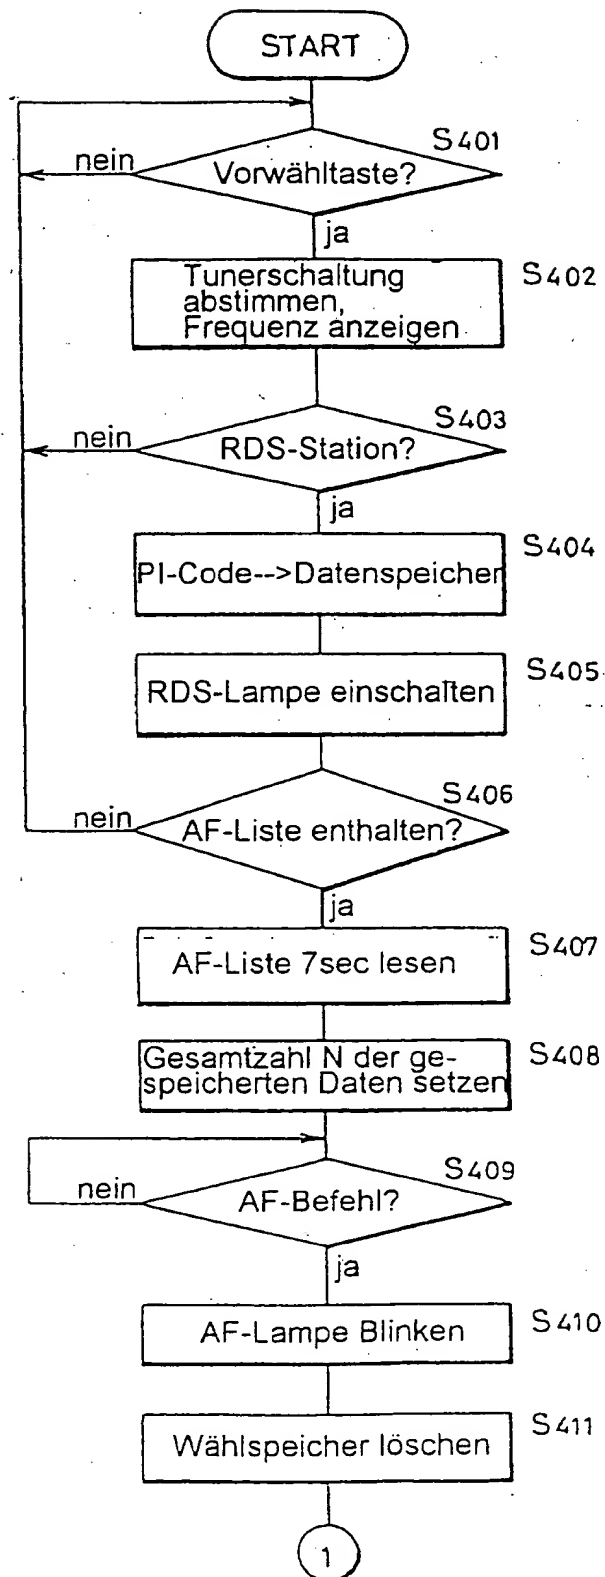 START
S401
nein
Vorwähltaste?
ja
Tunerschaltung
abstimmen,
Frequenz anzeigen
S402
S403
nein
RDS-Station?
ja
S404
PI-Code-->Datenspeicher
S405
RDS-Lampe einschalten
S406
nein
AF-Liste enthalten?
ja
S407
AF-Liste 7sec lesen
S408
Gesamtzahl N der ge-
speicherten Daten setzen
S409
nein
AF-Befehl?
ja
S410
AF-Lampe Blinken
S411
Wählspeicher löschen
1